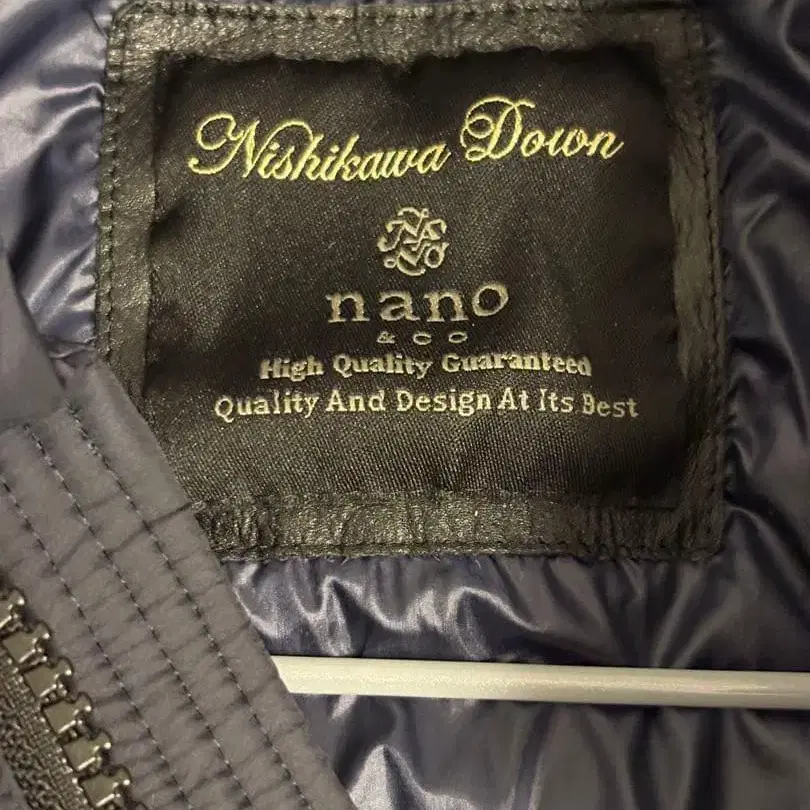 Nishikawa Down
nano
& co
High Quality Guaranteed
Quality And Design At Its Best